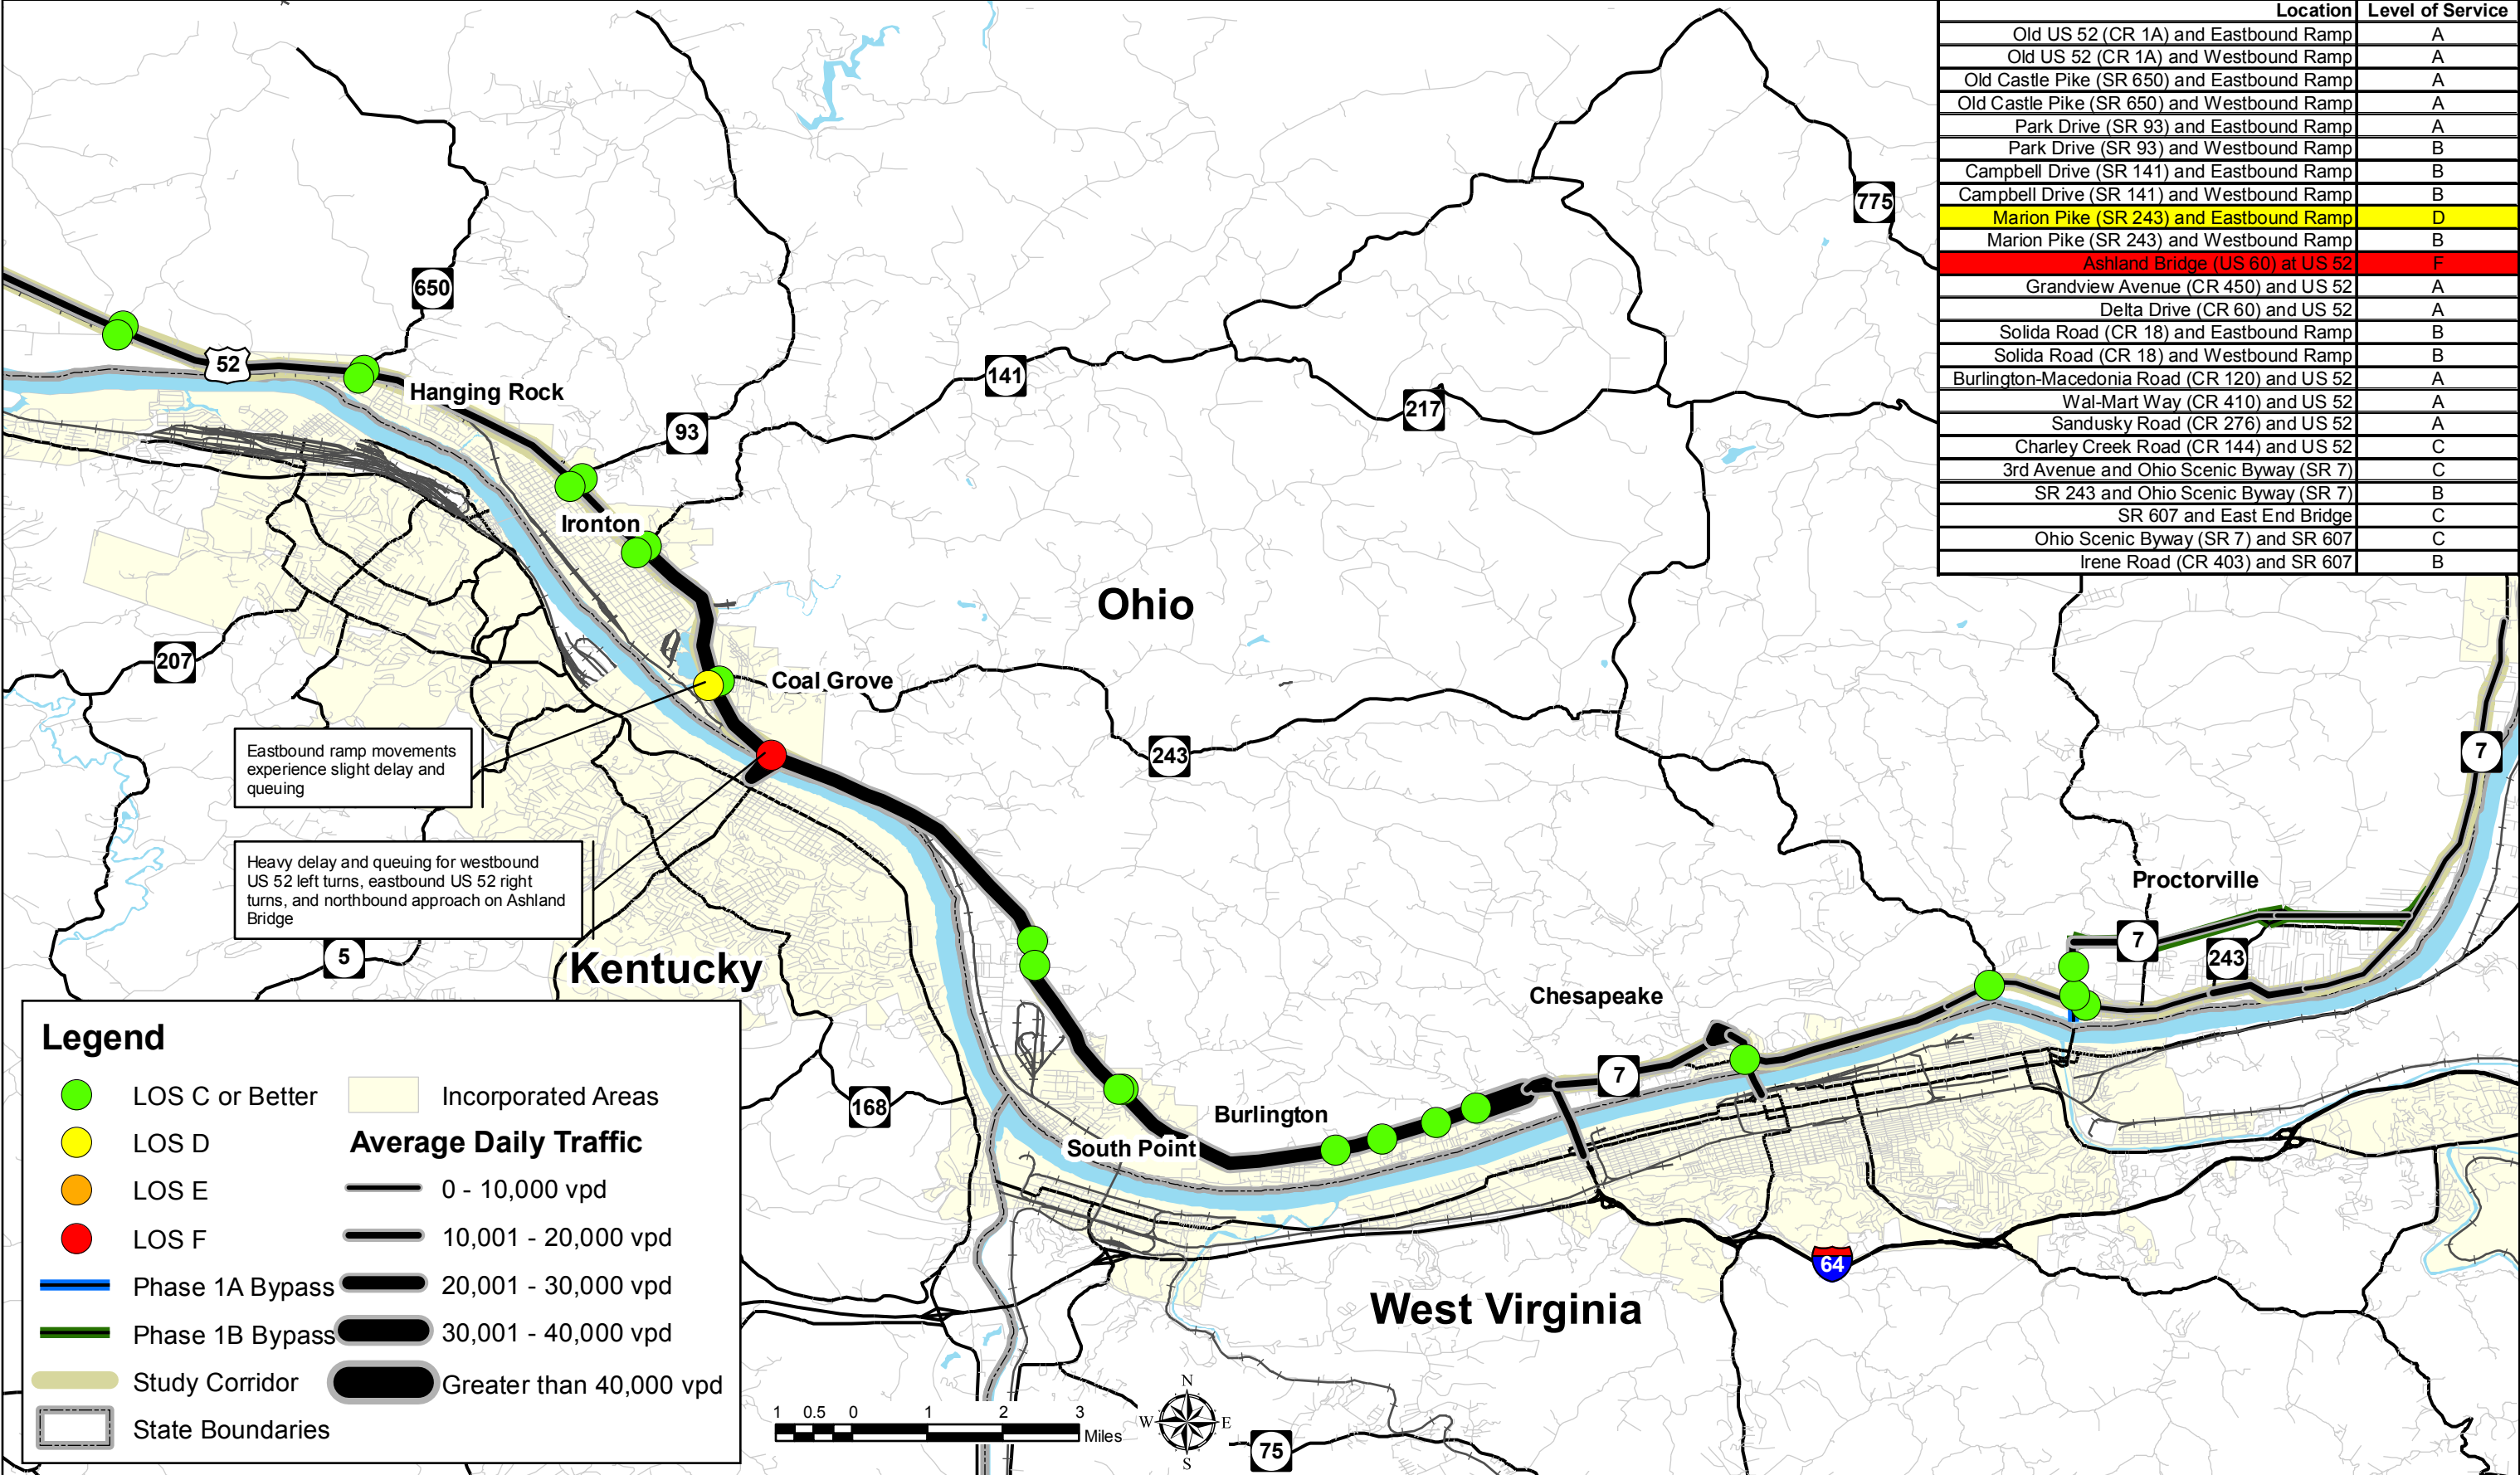 Location Level of Service
Old US 52 (CR 1A) and Eastbound Ramp A
Old US 52 (CR 1A) and Westbound Ramp A
Old Castle Pike (SR 650) and Eastbound Ramp A
Old Castle Pike (SR 650) and Westbound Ramp A
Park Drive (SR 93) and Eastbound Ramp A
Park Drive (SR 93) and Westbound Ramp B
Campbell Drive (SR 141) and Eastbound Ramp B
Campbell Drive (SR 141) and Westbound Ramp B
Marion Pike (SR 243) and Eastbound Ramp D
Marion Pike (SR 243) and Westbound Ramp B
Ashland Bridge (US 60) at US 52 F
Grandview Avenue (CR 450) and US 52 A
Delta Drive (CR 60) and US 52 A
Solida Road (CR 18) and Eastbound Ramp B
Solida Road (CR 18) and Westbound Ramp B
Burlington-Macedonia Road (CR 120) and US 52 A
Wal-Mart Way (CR 410) and US 52 A
Sandusky Road (CR 276) and US 52 A
Charley Creek Road (CR 144) and US 52 C
3rd Avenue and Ohio Scenic Byway (SR 7) C
SR 243 and Ohio Scenic Byway (SR 7) B
SR 607 and East End Bridge C
Ohio Scenic Byway (SR 7) and SR 607 C
Irene Road (CR 403) and SR 607 B
775
650
52
141
Hanging Rock
217
93
Ironton
Ohio
207
Coal Grove
243
7
Eastbound ramp movements
experience slight delay and
queuing
Heavy delay and queuing for westbound
US 52 left turns, eastbound US 52 right
turns, and northbound approach on Ashland
Bridge
Proctorville
7
243
5
Kentucky
Chesapeake
7
168
Burlington
South Point
64
West Virginia
75
Legend
LOS C or Better
LOS D
LOS E
LOS F
Phase 1A Bypass
Phase 1B Bypass
Study Corridor
State Boundaries
Incorporated Areas
Average Daily Traffic
0 - 10,000 vpd
10,001 - 20,000 vpd
20,001 - 30,000 vpd
30,001 - 40,000 vpd
Greater than 40,000 vpd
1 0.5 0 1 2 3
Miles
N
W E
S